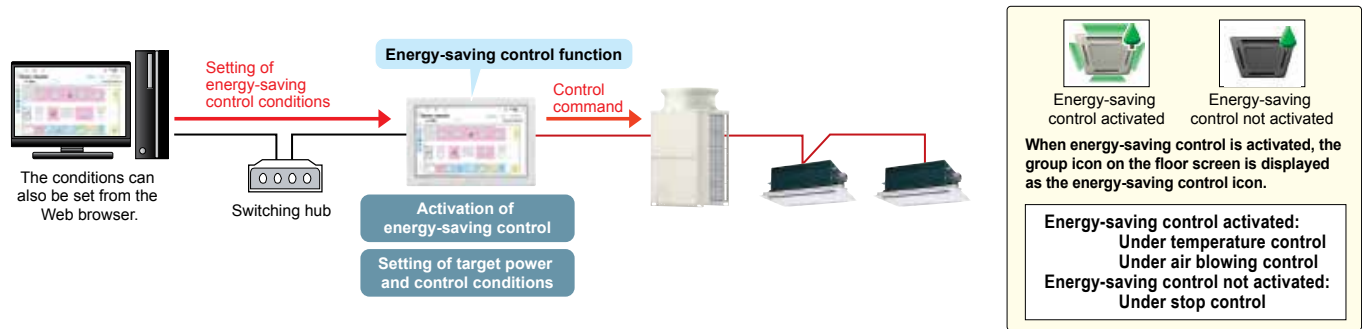 Energy-saving control function
Setting of
energy-saving
control conditions
Control
command
The conditions can
also be set from the
Web browser.
Switching hub
Activation of
energy-saving control
Setting of target power
and control conditions
Energy-saving
control activated
Energy-saving
control not activated
When energy-saving control is activated, the
group icon on the floor screen is displayed
as the energy-saving control icon.
Energy-saving control activated:
Under temperature control
Under air blowing control
Energy-saving control not activated:
Under stop control